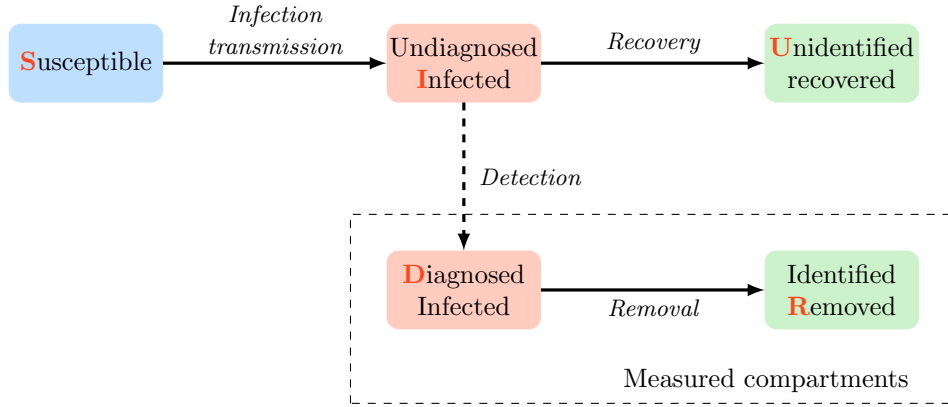 Infection
transmission
Susceptible
Undiagnosed
Infected
Recovery
Unidentified
recovered
Detection
Diagnosed
Infected
Removal
Identified
Removed
Measured compartments